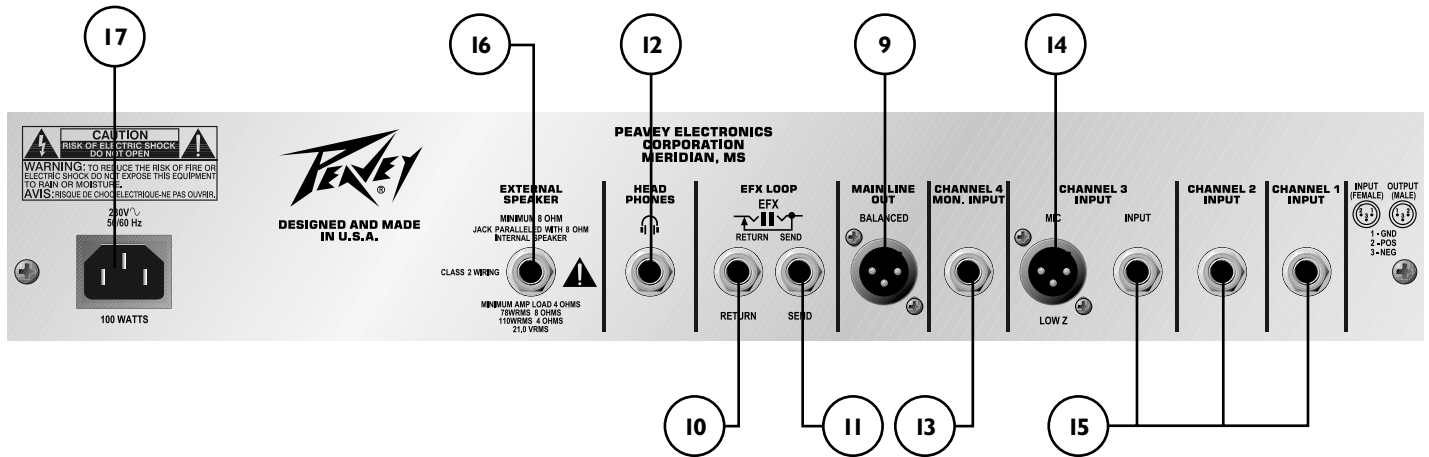 17
16
12
9
14
CAUTION
RISK OF ELECTRIC SHOCK
DO NOT OPEN
WARNING: TO REDUCE THE RISK OF FIRE OR
ELECTRIC SHOCK DO NOT EXPOSE THIS EQUIPMENT
TO RAIN OR MOISTURE.
AVIS: RISQUE DE CHOC ELECTRIQUE-NE PAS OUVRIR.
230V
50/60 Hz
100 WATTS
PEAVEY
®
DESIGNED AND MADE
IN U.S.A.
PEAVEY ELECTRONICS
CORPORATION
MERIDIAN, MS
EXTERNAL
SPEAKER
MINIMUM 8 OHM
JACK PARALLELED WITH 8 OHM
INTERNAL SPEAKER
CLASS 2 WIRING
MINIMUM AMP LOAD 4 OHMS
78WRMS 8 OHMS
110WRMS 4 OHMS
21,0 VRMS
HEAD
PHONES
EFX LOOP
EFX
RETURN SEND
RETURN SEND
MAIN LINE
OUT
BALANCED
CHANNEL 4
MON. INPUT
CHANNEL 3
INPUT
MIC INPUT
LOW Z
CHANNEL 2
INPUT
CHANNEL 1
INPUT
INPUT
(FEMALE)
OUTPUT
(MALE)
1 - GND
2 - POS
3 - NEG
10
11
13
15